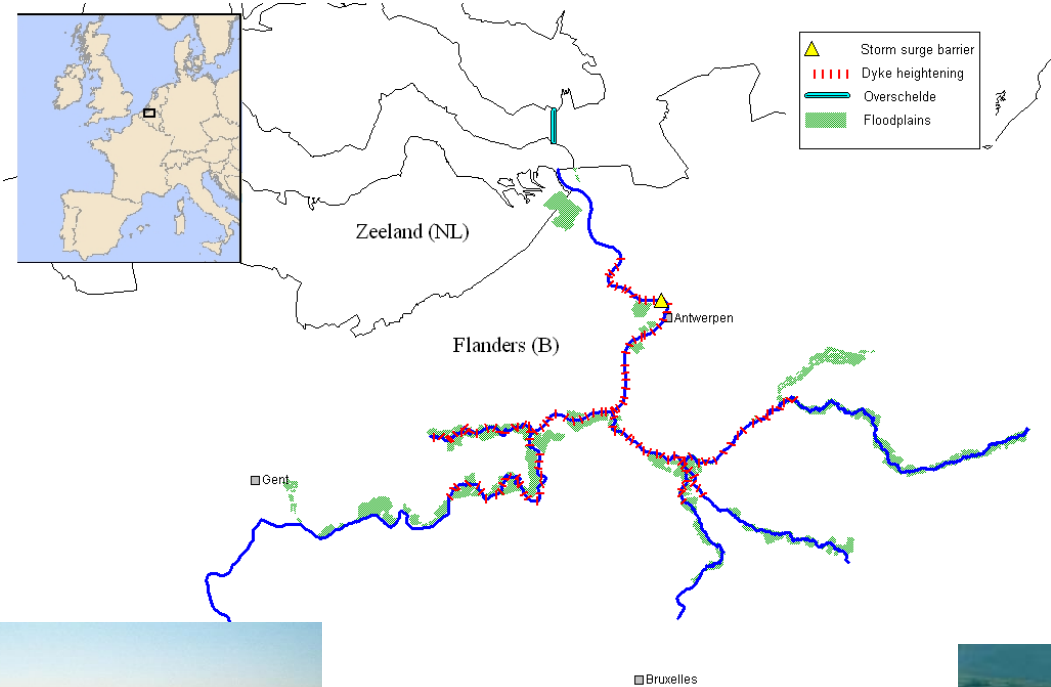 Storm surge barrier
Dyke heightening
Overschelde
Floodplains
Zeeland (NL)
Antwerpen
Flanders (B)
Gent
Bruxelles